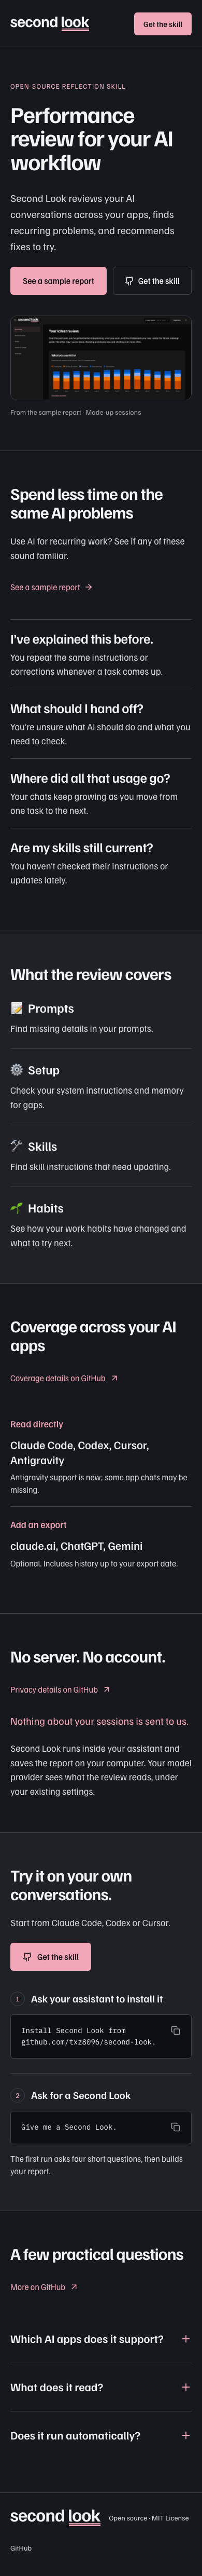 second look
Get the skill
OPEN-SOURCE REFLECTION SKILL
Performance
review for your AI
workflow
Second Look reviews your AI
conversations across your apps, finds
recurring problems, and recommends
fixes to try.
See a sample report
Get the skill
second look
Your latest review
From the sample report · Made-up sessions
Spend less time on the
same AI problems
Use AI for recurring work? See if any of these
sound familiar.
See a sample report →
I've explained this before.
You repeat the same instructions or
corrections whenever a task comes up.
What should I hand off?
You're unsure what AI should do and what you
need to check.
Where did all that usage go?
Your chats keep growing as you move from
one task to the next.
Are my skills still current?
You haven't checked their instructions or
updates lately.
What the review covers
Prompts
Find missing details in your prompts.
Setup
Check your system instructions and memory
for gaps.
Skills
Find skill instructions that need updating.
Habits
See how your work habits have changed and
what to try next.
Coverage across your AI
apps
Coverage details on GitHub ↗
Read directly
Claude Code, Codex, Cursor,
Antigravity
Antigravity support is new; some app chats may be
missing.
Add an export
claude.ai, ChatGPT, Gemini
Optional. Includes history up to your export date.
No server. No account.
Privacy details on GitHub ↗
Nothing about your sessions is sent to us.
Second Look runs inside your assistant and
saves the report on your computer. Your model
provider sees what the review reads, under
your existing settings.
Try it on your own
conversations.
Start from Claude Code, Codex or Cursor.
Get the skill
1 Ask your assistant to install it
Install Second Look from
github.com/txz8096/second-look.
2 Ask for a Second Look
Give me a Second Look.
The first run asks four short questions, then builds
your report.
A few practical questions
More on GitHub ↗
Which AI apps does it support? +
What does it read? +
Does it run automatically? +
second look
Open source · MIT License
GitHub